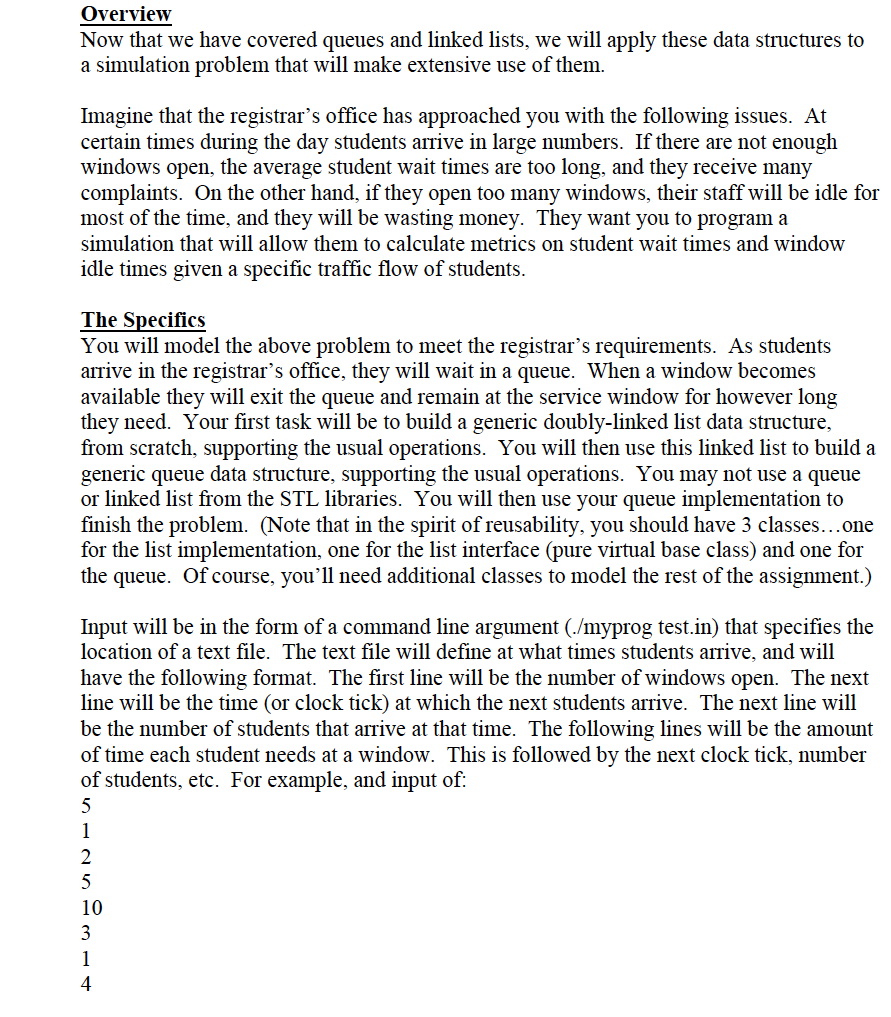 Overview
Now that we have covered queues and linked lists, we will apply these data structures to
a simulation problem that will make extensive use of them.
Imagine that the registrar’s office has approached you with the following issues.  At
certain times during the day students arrive in large numbers.  If there are not enough
windows open, the average student wait times are too long, and they receive many
complaints.  On the other hand, if they open too many windows, their staff will be idle for
most of the time, and they will be wasting money.  They want you to program a
simulation that will allow them to calculate metrics on student wait times and window
idle times given a specific traffic flow of students.
The Specifics
You will model the above problem to meet the registrar’s requirements.  As students
arrive in the registrar’s office, they will wait in a queue.  When a window becomes
available they will exit the queue and remain at the service window for however long
they need.  Your first task will be to build a generic doubly-linked list data structure,
from scratch, supporting the usual operations.  You will then use this linked list to build a
generic queue data structure, supporting the usual operations.  You may not use a queue
or linked list from the STL libraries.  You will then use your queue implementation to
finish the problem.  (Note that in the spirit of reusability, you should have 3 classes…one
for the list implementation, one for the list interface (pure virtual base class) and one for
the queue.  Of course, you’ll need additional classes to model the rest of the assignment.)
Input will be in the form of a command line argument (./myprog test.in) that specifies the
location of a text file.  The text file will define at what times students arrive, and will
have the following format.  The first line will be the number of windows open.  The next
line will be the time (or clock tick) at which the next students arrive.  The next line will
be the number of students that arrive at that time.  The following lines will be the amount
of time each student needs at a window.  This is followed by the next clock tick, number
of students, etc.  For example, and input of:
5
1
2
5
10
3
1
4